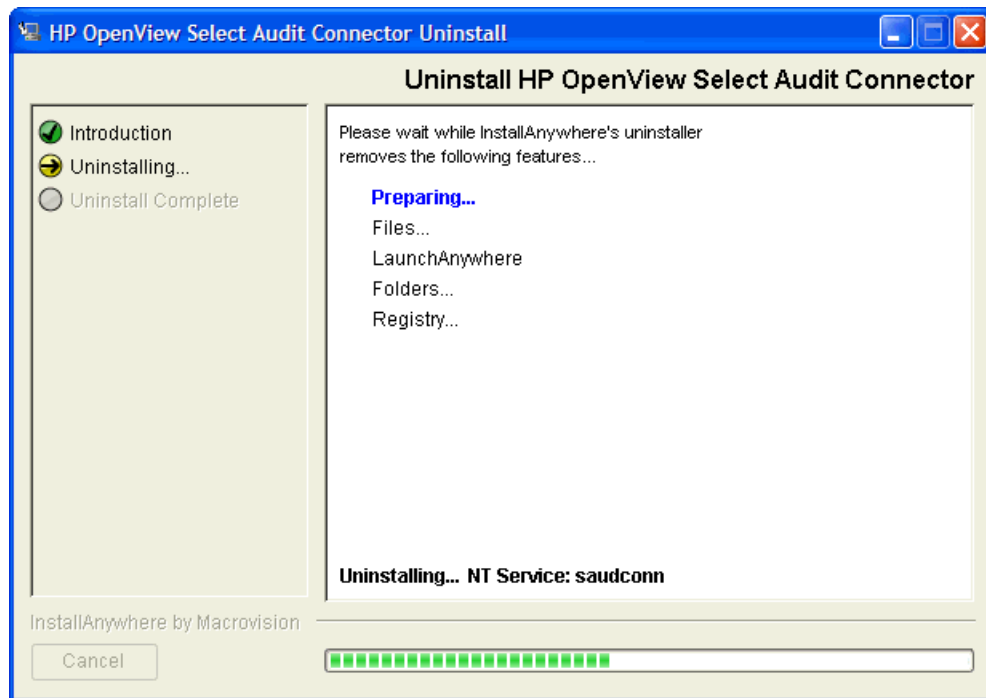 HP OpenView Select Audit Connector Uninstall
Uninstall HP OpenView Select Audit Connector
Introduction
Uninstalling...
Uninstall Complete
Please wait while InstallAnywhere's uninstaller
removes the following features...
Preparing...
Files...
LaunchAnywhere
Folders...
Registry...
Uninstalling... NT Service: saudconn
InstallAnywhere by Macrovision
Cancel